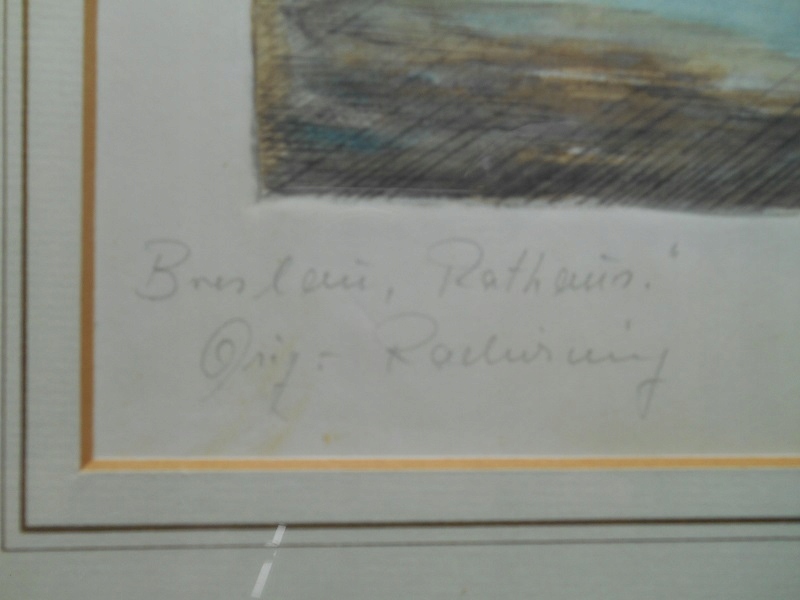 Breslau, Rathaus."
Orig.- Radierung